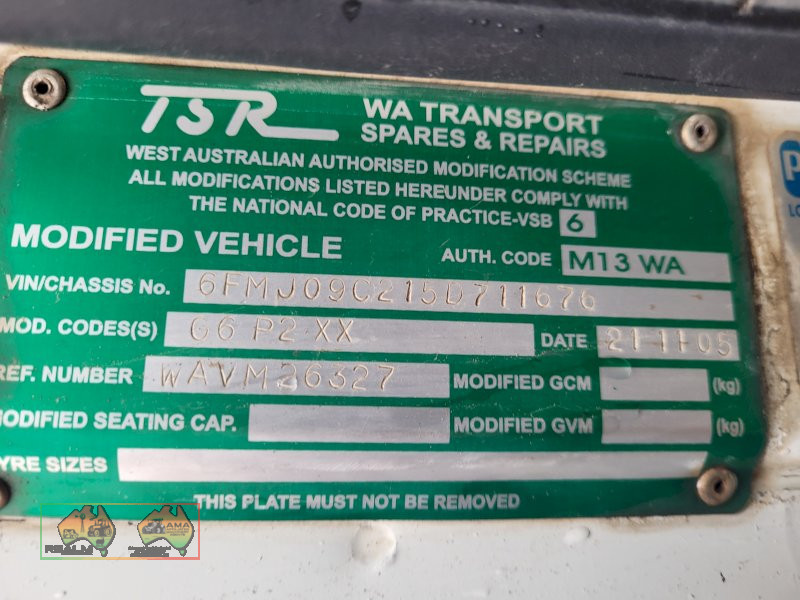 TSR WA TRANSPORT
SPARES & REPAIRS
WEST AUSTRALIAN AUTHORISED MODIFICATION SCHEME
ALL MODIFICATIONS LISTED HEREUNDER COMPLY WITH
THE NATIONAL CODE OF PRACTICE-VSB 6
MODIFIED VEHICLE AUTH. CODE M13 WA
VIN/CHASSIS No. 6FMJ09C215D711676
MOD. CODES(S) G6 P2 XX DATE 21 11 05
REF. NUMBER WAVM26327 MODIFIED GCM (kg)
MODIFIED SEATING CAP. MODIFIED GVM (kg)
YRE SIZES
THIS PLATE MUST NOT BE REMOVED
REALM AMA